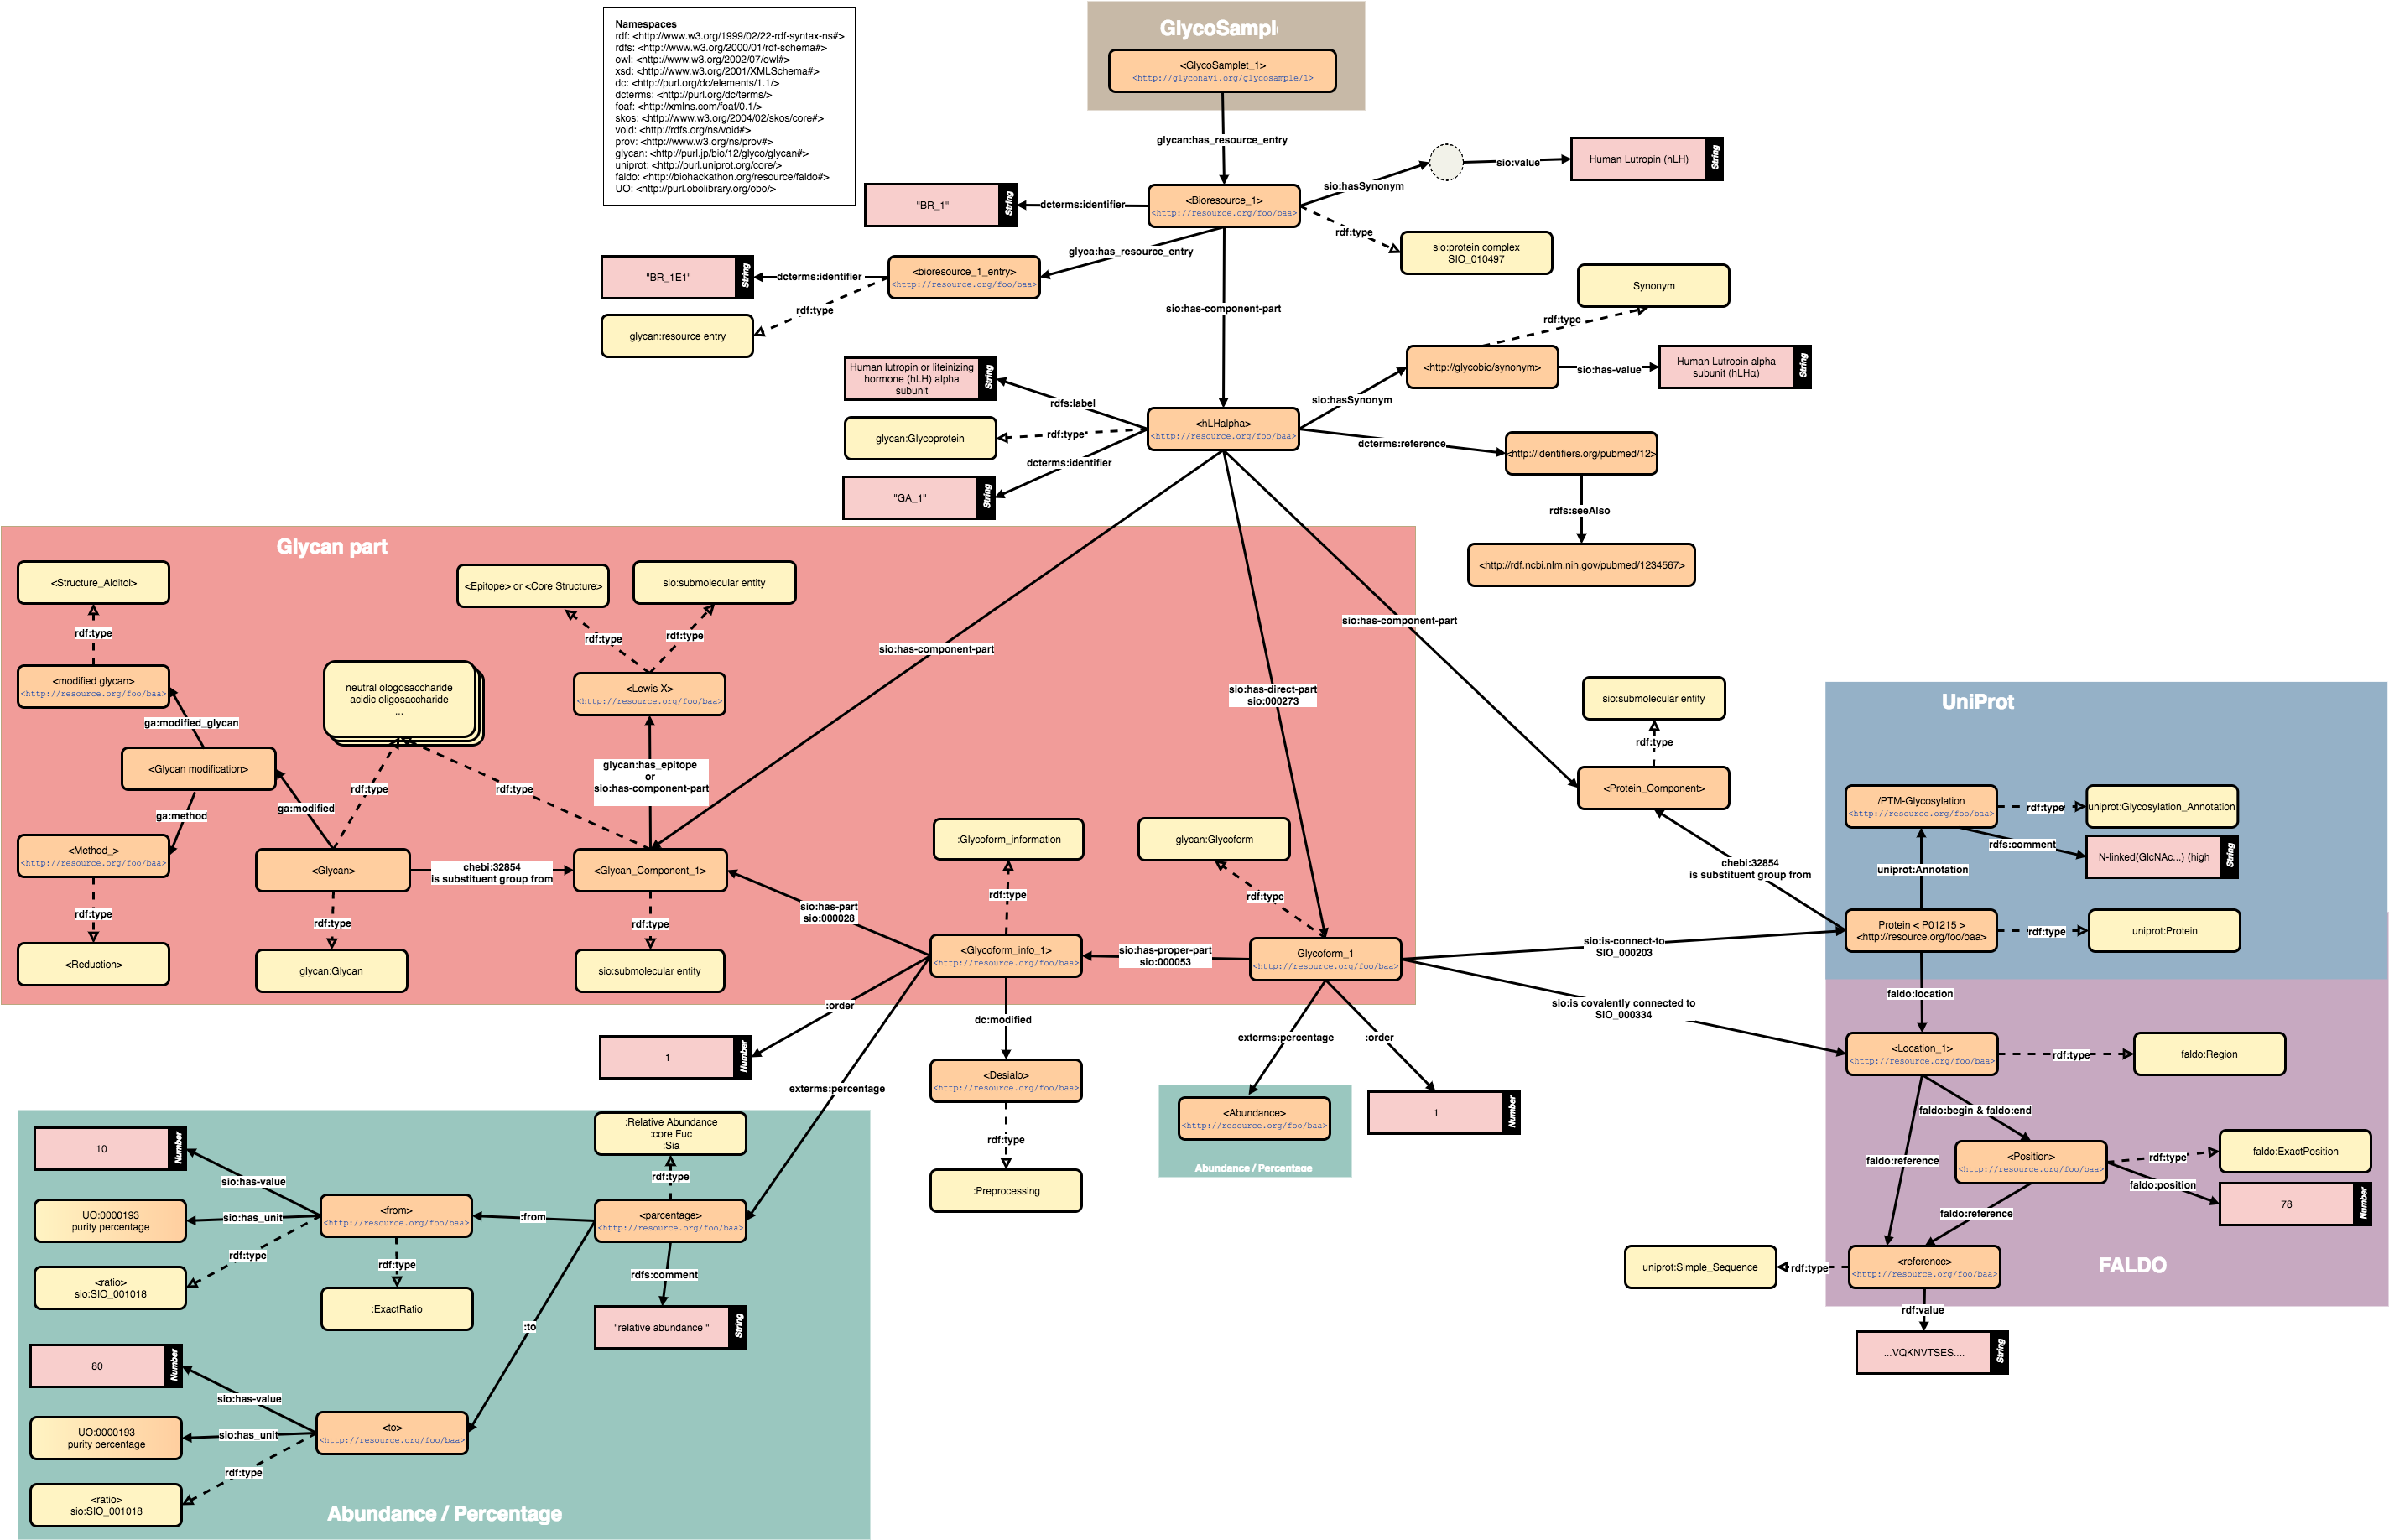 Namespaces
rdf: <http://www.w3.org/1999/02/22-rdf-syntax-ns#>
rdfs: <http://www.w3.org/2000/01/rdf-schema#>
owl: <http://www.w3.org/2002/07/owl#>
xsd: <http://www.w3.org/2001/XMLSchema#>
dc: <http://purl.org/dc/elements/1.1/>
dcterms: <http://purl.org/dc/terms/>
foaf: <http://xmlns.com/foaf/0.1/>
skos: <http://www.w3.org/2004/02/skos/core#>
void: <http://rdfs.org/ns/void#>
prov: <http://www.w3.org/ns/prov#>
glycan: <http://purl.jp/bio/12/glyco/glycan#>
uniprot: <http://purl.uniprot.org/core/>
faldo: <http://biohackathon.org/resource/faldo#>
UO: <http://purl.obolibrary.org/obo/>
GlycoSampl
<GlycoSamplet_1>
<http://glyconavi.org/glycosample/1>
glycan:has_resource_entry
sio:hasSynonym
sio:value
Human Lutropin (hLH)
String
"BR_1"
String
dcterms:identifier
<Bioresource_1>
<http://resource.org/foo/baa>
rdf:type
sio:protein complex
SIO_010497
glyca:has_resource_entry
"BR_1E1"
String
dcterms:identifier
<bioresource_1_entry>
<http://resource.org/foo/baa>
rdf:type
glycan:resource entry
sio:has-component-part
Synonym
rdf:type
<http://glycobio/synonym>
sio:has-value
Human Lutropin alpha
subunit (hLHα)
String
sio:hasSynonym
Human lutropin or liteinizing
hormone (hLH) alpha
subunit
String
rdfs:label
glycan:Glycoprotein
rdf:type
<hLHalpha>
<http://resource.org/foo/baa>
dcterms:identifier
"GA_1"
String
dcterms:reference
<http://identifiers.org/pubmed/12>
rdfs:seeAlso
<http://rdf.ncbi.nlm.nih.gov/pubmed/1234567>
Glycan part
<Structure_Alditol>
rdf:type
<modified glycan>
<http://resource.org/foo/baa>
ga:modified_glycan
<Glycan modification>
ga:method
ga:modified
<Method_>
<http://resource.org/foo/baa>
rdf:type
<Reduction>
neutral ologosaccharide
acidic oligosaccharide
...
rdf:type
rdf:type
<Glycan>
rdf:type
glycan:Glycan
chebi:32854
is substituent group from
<Epitope> or <Core Structure>
sio:submolecular entity
rdf:type
rdf:type
<Lewis X>
<http://resource.org/foo/baa>
glycan:has_epitope
or
sio:has-component-part
<Glycan_Component_1>
rdf:type
sio:submolecular entity
sio:has-component-part
sio:has-direct-part
sio:000273
sio:has-component-part
:Glycoform_information
rdf:type
glycan:Glycoform
rdf:type
sio:has-part
sio:000028
<Glycoform_info_1>
<http://resource.org/foo/baa>
sio:has-proper-part
sio:000053
Glycoform_1
<http://resource.org/foo/baa>
sio:submolecular entity
rdf:type
<Protein_Component>
chebi:32854
is substituent group from
sio:is-connect-to
SIO_000203
sio:is covalently connected to
SIO_000334
UniProt
/PTM-Glycosylation
<http://resource.org/foo/baa>
rdf:type
uniprot:Glycosylation_Annotation
rdfs:comment
N-linked(GlcNAc...) (high
String
uniprot:Annotation
Protein < P01215 >
<http://resource.org/foo/baa>
rdf:type
uniprot:Protein
faldo:location
<Location_1>
<http://resource.org/foo/baa>
rdf:type
faldo:Region
faldo:begin & faldo:end
faldo:reference
<Position>
<http://resource.org/foo/baa>
rdf:type
faldo:ExactPosition
faldo:position
78
Number
faldo:reference
<reference>
<http://resource.org/foo/baa>
FALDO
uniprot:Simple_Sequence
rdf:type
rdf:value
...VQKNVTSES....
String
:order
1
Number
dc:modified
<Desialo>
<http://resource.org/foo/baa>
rdf:type
:Preprocessing
exterms:percentage
exterms:percentage
:order
<Abundance>
<http://resource.org/foo/baa>
Abundance / Percentage
1
Number
10
Number
sio:has-value
UO:0000193
purity percentage
sio:has_unit
<from>
<http://resource.org/foo/baa>
rdf:type
<ratio>
sio:SIO_001018
rdf:type
:ExactRatio
:from
:Relative Abundance
:core Fuc
:Sia
rdf:type
<parcentage>
<http://resource.org/foo/baa>
rdfs:comment
"relative abundance "
String
:to
80
Number
sio:has-value
UO:0000193
purity percentage
sio:has_unit
<to>
<http://resource.org/foo/baa>
rdf:type
<ratio>
sio:SIO_001018
Abundance / Percentage